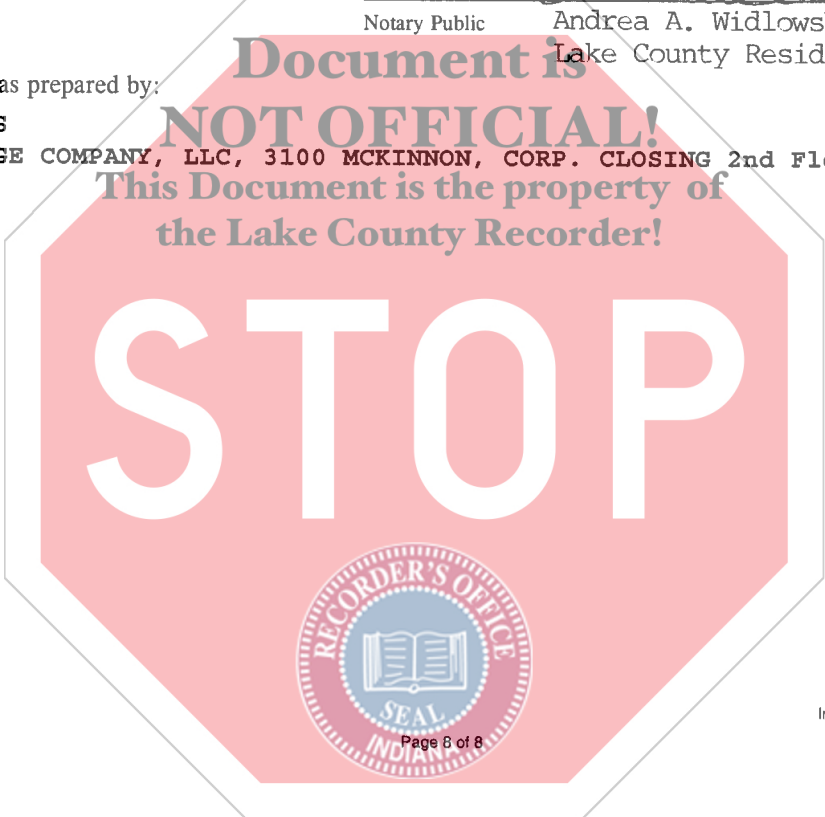 Notary Public Andrea A. Widlows
Document is
Lake County Resid
as prepared by:
S
NOT OFFICIAL!
GE COMPANY, LLC, 3100 MCKINNON, CORP. CLOSING 2nd Fl
This Document is the property of
the Lake County Recorder!
STOP
RECORDER'S OFFICE
SEAL
INDIANA
Page 8 of 8